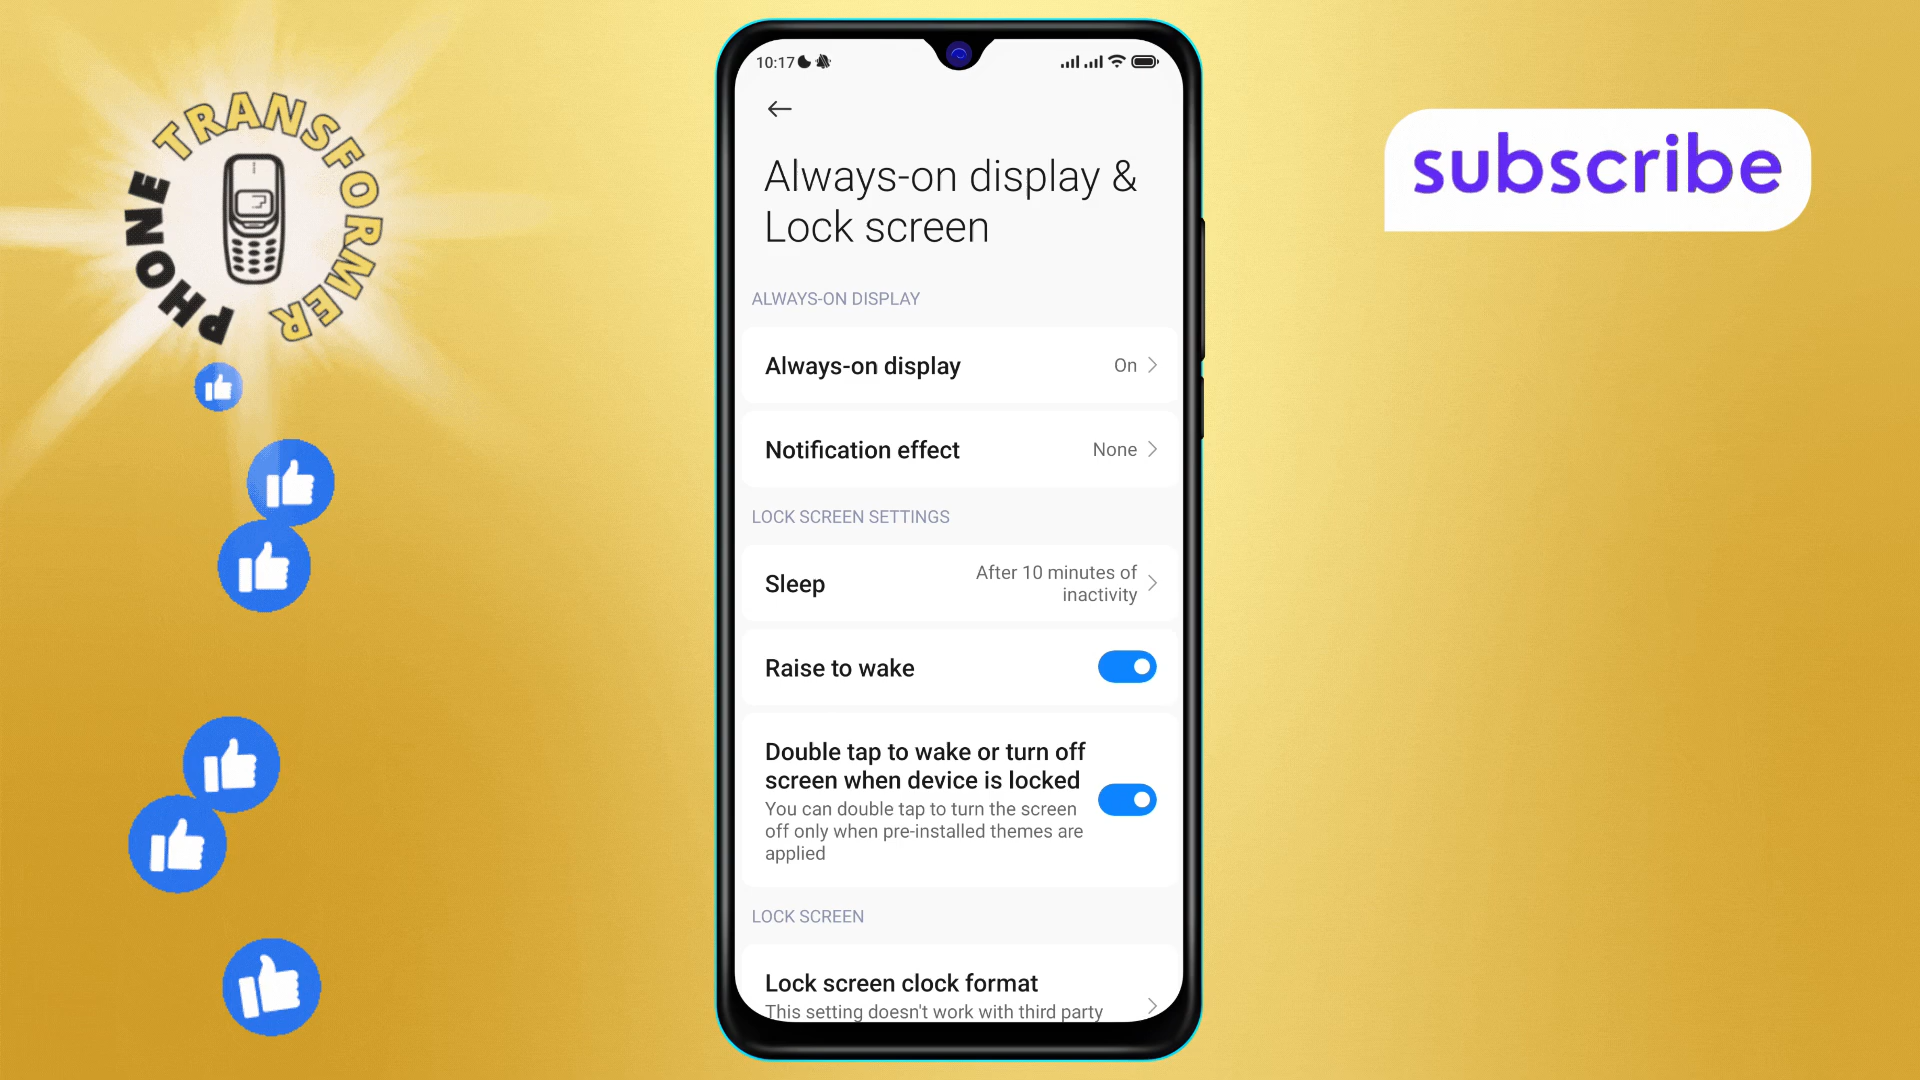 PHONE TRANSFORMER
subscribe
10:17
Always-on display &
Lock screen
ALWAYS-ON DISPLAY
Always-on display On
Notification effect None
LOCK SCREEN SETTINGS
Sleep After 10 minutes of
inactivity
Raise to wake
Double tap to wake or turn off
screen when device is locked
You can double tap to turn the screen
off only when pre-installed themes are
applied
LOCK SCREEN
Lock screen clock format
This setting doesn't work with third party